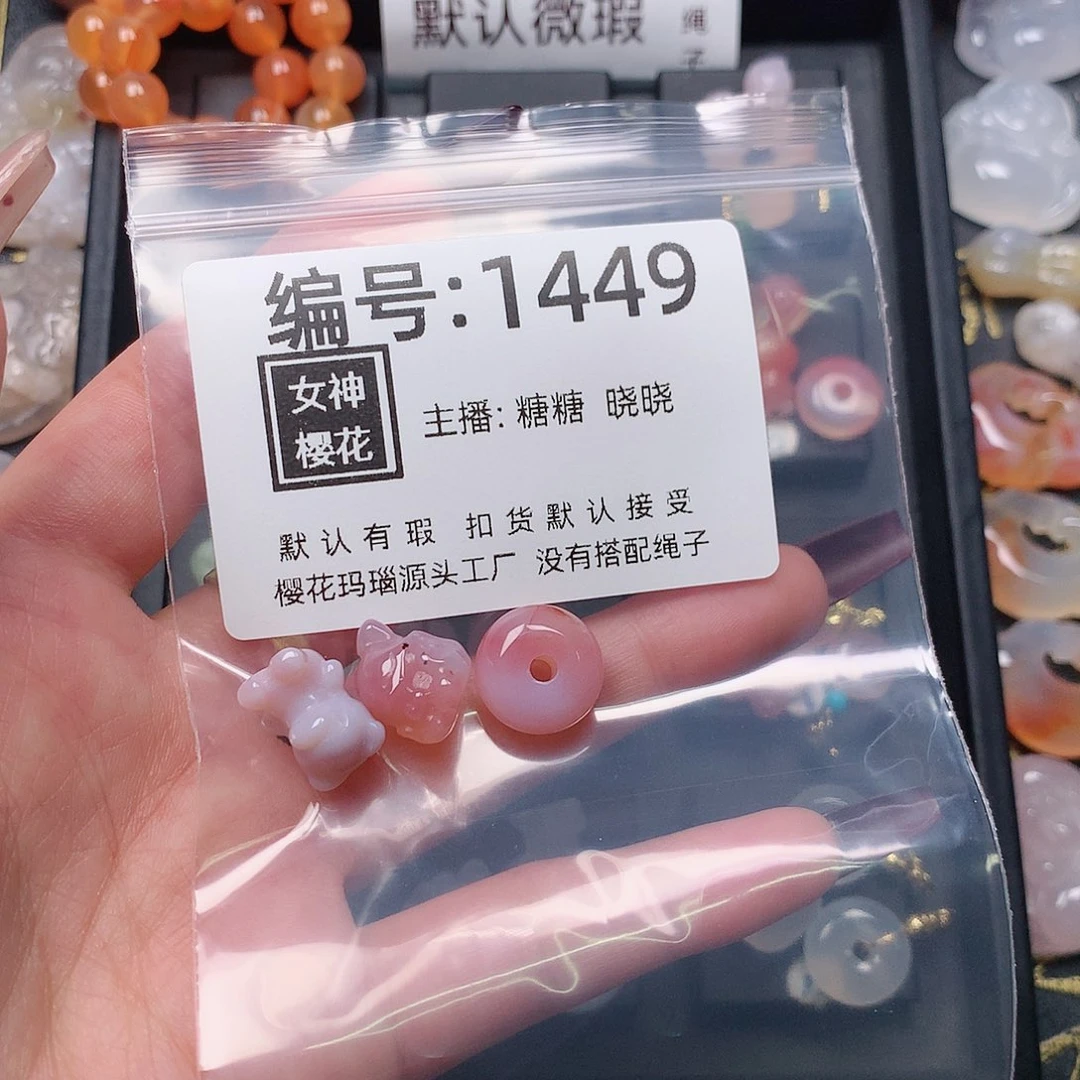 默认微瑕
绳
子
编号:1449
女神
樱花
主播: 糖糖 晓晓
默认有瑕 扣货默认接受
樱花玛瑙源头工厂 没有搭配绳子